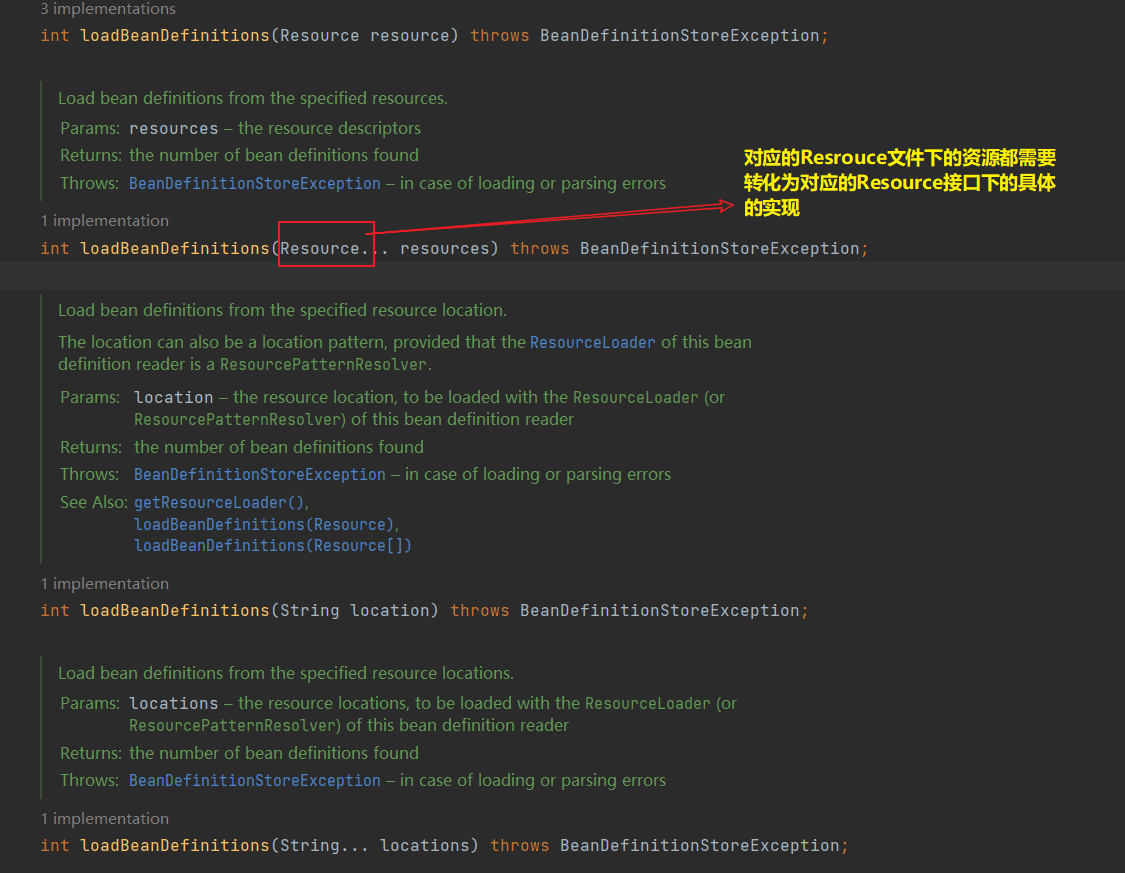 3 implementations
int loadBeanDefinitions(Resource resource) throws BeanDefinitionStoreException;
Load bean definitions from the specified resources.
Params: resources – the resource descriptors
Returns: the number of bean definitions found
Throws: BeanDefinitionStoreException – in case of loading or parsing errors
对应的Resrouce文件下的资源都需要
转化为对应的Resource接口下的具体
的实现
1 implementation
int loadBeanDefinitions(Resource... resources) throws BeanDefinitionStoreException;
Load bean definitions from the specified resource location.
The location can also be a location pattern, provided that the ResourceLoader of this bean
definition reader is a ResourcePatternResolver.
Params: location – the resource location, to be loaded with the ResourceLoader (or
ResourcePatternResolver) of this bean definition reader
Returns: the number of bean definitions found
Throws: BeanDefinitionStoreException – in case of loading or parsing errors
See Also: getResourceLoader(),
loadBeanDefinitions(Resource),
loadBeanDefinitions(Resource[])
1 implementation
int loadBeanDefinitions(String location) throws BeanDefinitionStoreException;
Load bean definitions from the specified resource locations.
Params: locations – the resource locations, to be loaded with the ResourceLoader (or
ResourcePatternResolver) of this bean definition reader
Returns: the number of bean definitions found
Throws: BeanDefinitionStoreException – in case of loading or parsing errors
1 implementation
int loadBeanDefinitions(String... locations) throws BeanDefinitionStoreException;